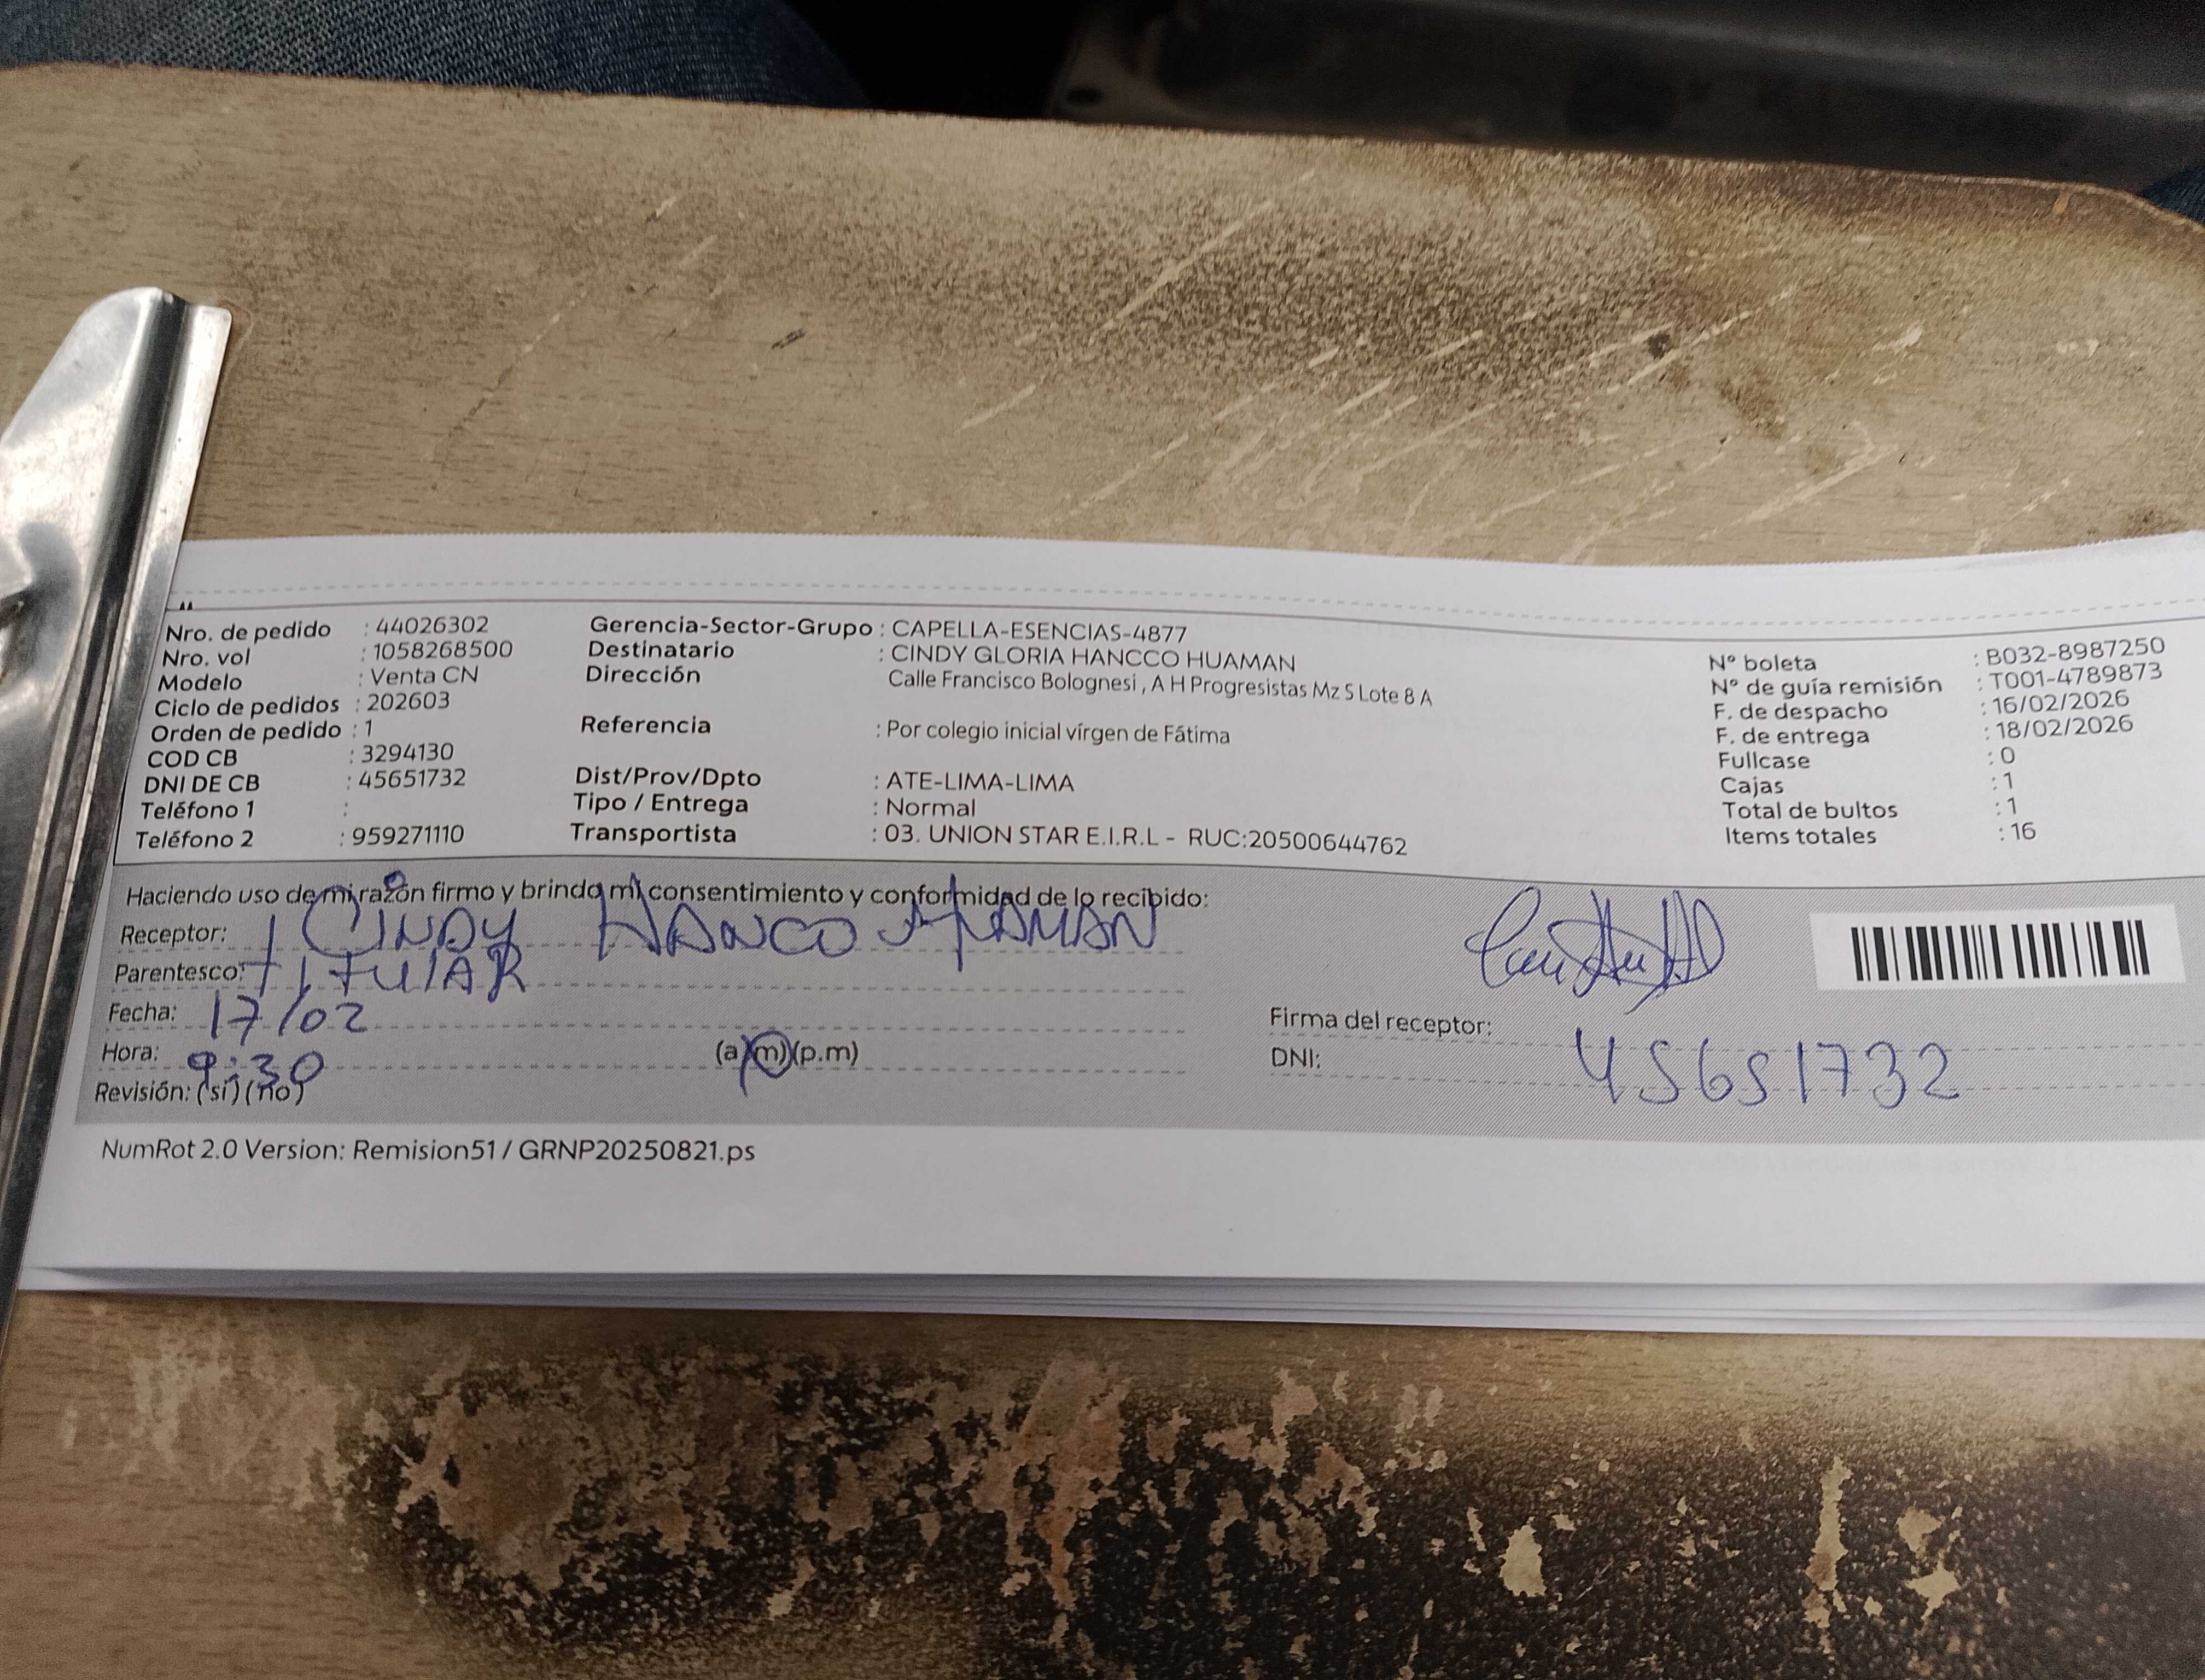 Nro. de pedido : 44026302
Nro. vol : 1058268500
Modelo : Venta CN
Ciclo de pedidos : 202603
Orden de pedido : 1
COD CB : 3294130
DNI DE CB : 45651732
Teléfono 1 :
Teléfono 2 : 959271110
Gerencia-Sector-Grupo : CAPELLA-ESENCIAS-4877
Destinatario : CINDY GLORIA HANCCO HUAMAN
Dirección Calle Francisco Bolognesi , A H Progresistas Mz S Lote 8 A
Referencia : Por colegio inicial vírgen de Fátima
Dist/Prov/Dpto : ATE-LIMA-LIMA
Tipo / Entrega : Normal
Transportista : 03. UNION STAR E.I.R.L - RUC:20500644762
N° boleta : B032-8987250
N° de guía remisión : T001-4789873
F. de despacho : 16/02/2026
F. de entrega : 18/02/2026
Fullcase : 0
Cajas : 1
Total de bultos : 1
Items totales : 16
Haciendo uso de mi razón firmo y brindo mi consentimiento y conformidad de lo recibido:
Receptor: CINDY HANCO HUAMAN
Parentesco: TITULAR
Fecha: 17/02
Hora: 9:30 (a.m)(p.m)
Revisión: (si) (no)
Firma del receptor:
DNI: 45651732
NumRot 2.0 Version: Remision51 / GRNP20250821.ps